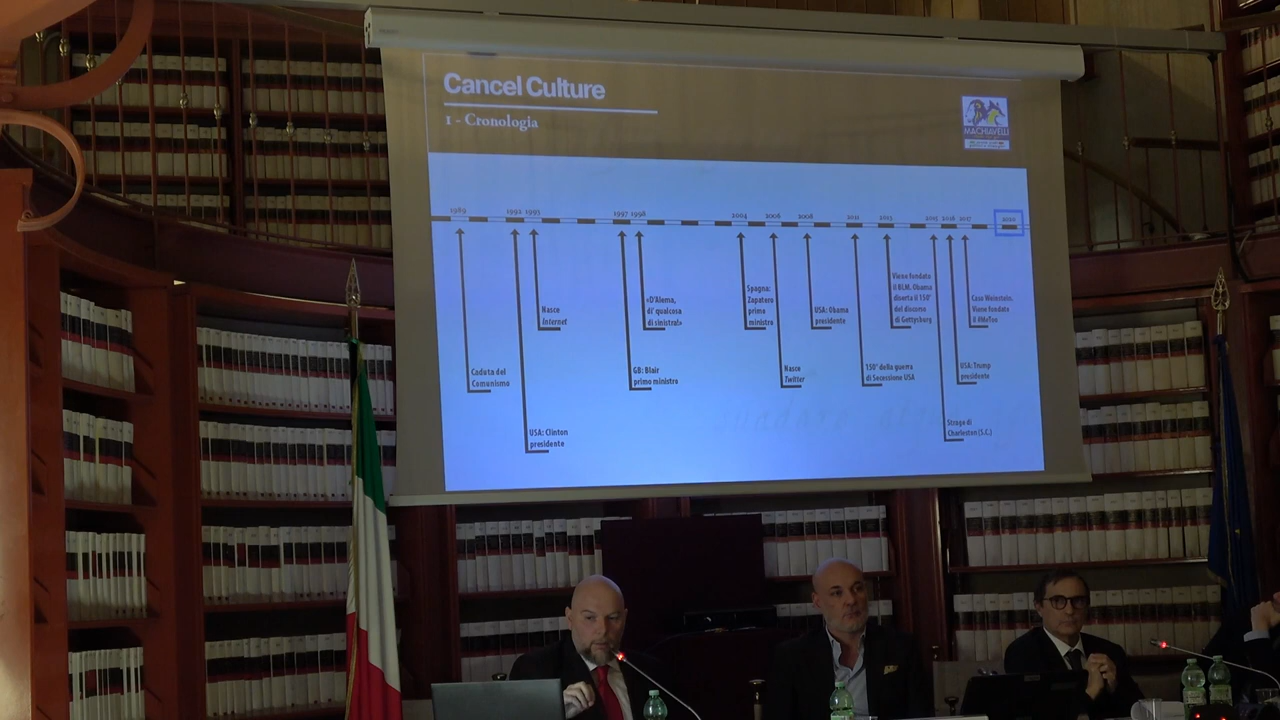 Cancel Culture
1 - Cronologia
MACHIAVELLI
1989
1992
1993
1997
1998
2004
2006
2008
2011
2013
2015
2016
2017
2020
Nasce
Internet
«D'Alema,
di' qualcosa
di sinistra!»
Spagna:
Zapatero
primo
ministro
USA: Obama
presidente
Viene fondato
il BLM. Obama
diserta il 150°
del discorso
di Gettysburg
Caso Weinstein.
Viene fondato
il #MeToo
Caduta del
Comunismo
GB: Blair
primo ministro
Nasce
Twitter
150° della guerra
di Secessione USA
USA: Trump
presidente
USA: Clinton
presidente
Strage di
Charleston (S.C.)